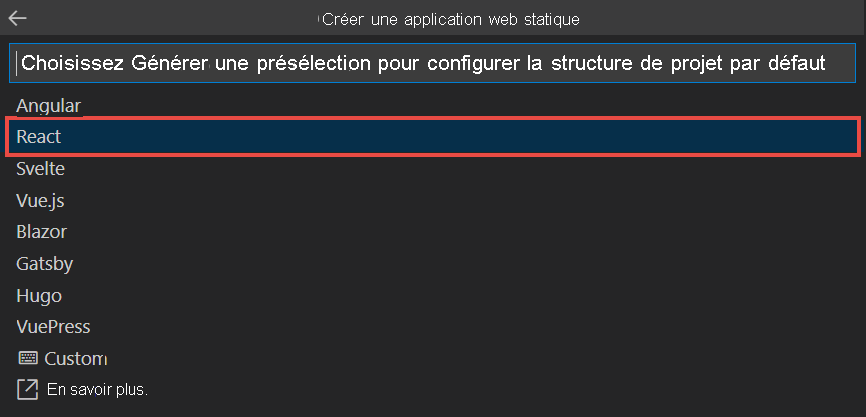 Créer une application web statique
Choisissez Générer une présélection pour configurer la structure de projet par défaut
Angular
React
Svelte
Vue.js
Blazor
Gatsby
Hugo
VuePress
Custom
En savoir plus.